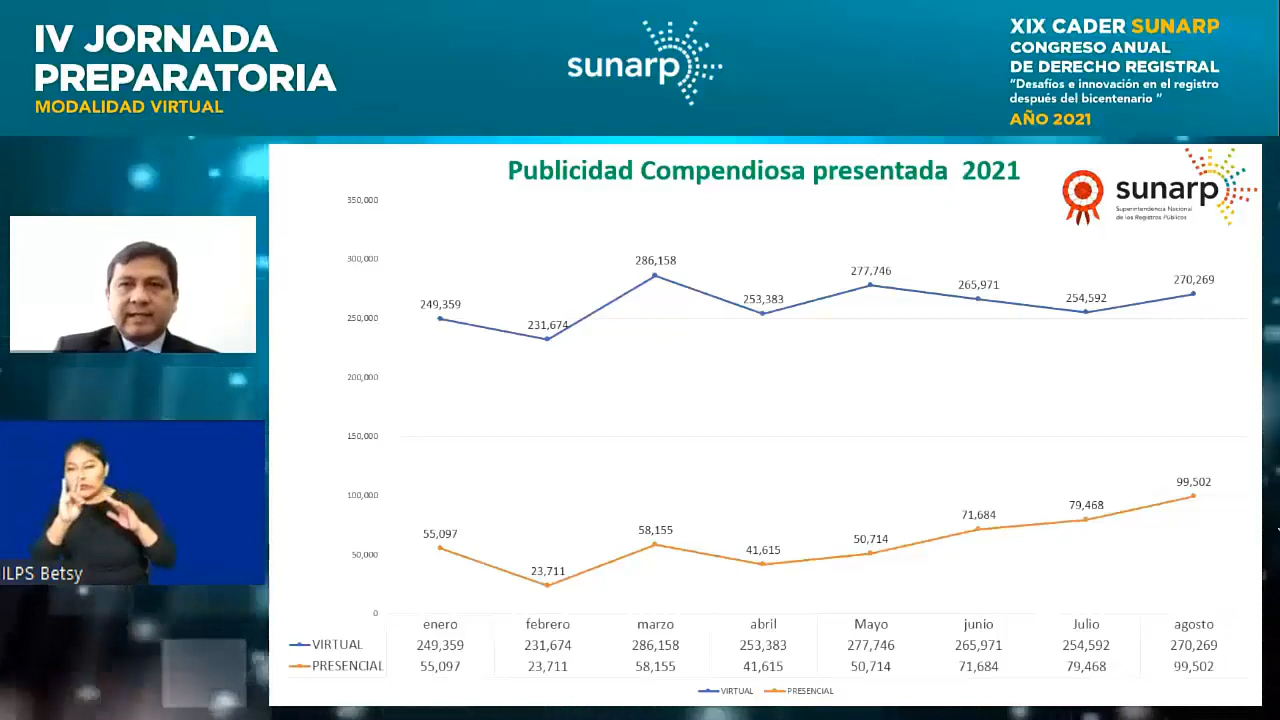 IV JORNADA
PREPARATORIA
MODALIDAD VIRTUAL
sunarp
XIX CADER SUNARP
CONGRESO ANUAL
DE DERECHO REGISTRAL
"Desafíos e innovación en el registro
después del bicentenario "
AÑO 2021
Publicidad Compendiosa presentada 2021
sunarp
Superintendencia Nacional
de los Registros Públicos
350,000
300,000
250,000
200,000
150,000
100,000
50,000
0
249,359
231,674
286,158
253,383
277,746
265,971
254,592
270,269
55,097
23,711
58,155
41,615
50,714
71,684
79,468
99,502
enero febrero marzo abril Mayo junio Julio agosto
VIRTUAL 249,359 231,674 286,158 253,383 277,746 265,971 254,592 270,269
PRESENCIAL 55,097 23,711 58,155 41,615 50,714 71,684 79,468 99,502
VIRTUAL PRESENCIAL
ILPS Betsy